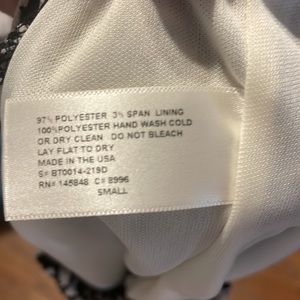 97% POLYESTER 3% SPAN LINING
100%POLYESTER HAND WASH COLD
OR DRY CLEAN DO NOT BLEACH
LAY FLAT TO DRY
MADE IN THE USA
S# BT0014-219D
RN# 145848 C# 8996
SMALL